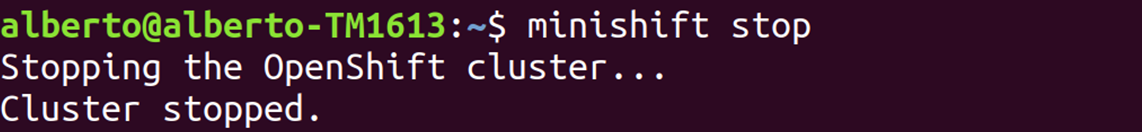 alberto@alberto-TM1613:~$ minishift stop
Stopping the OpenShift cluster...
Cluster stopped.